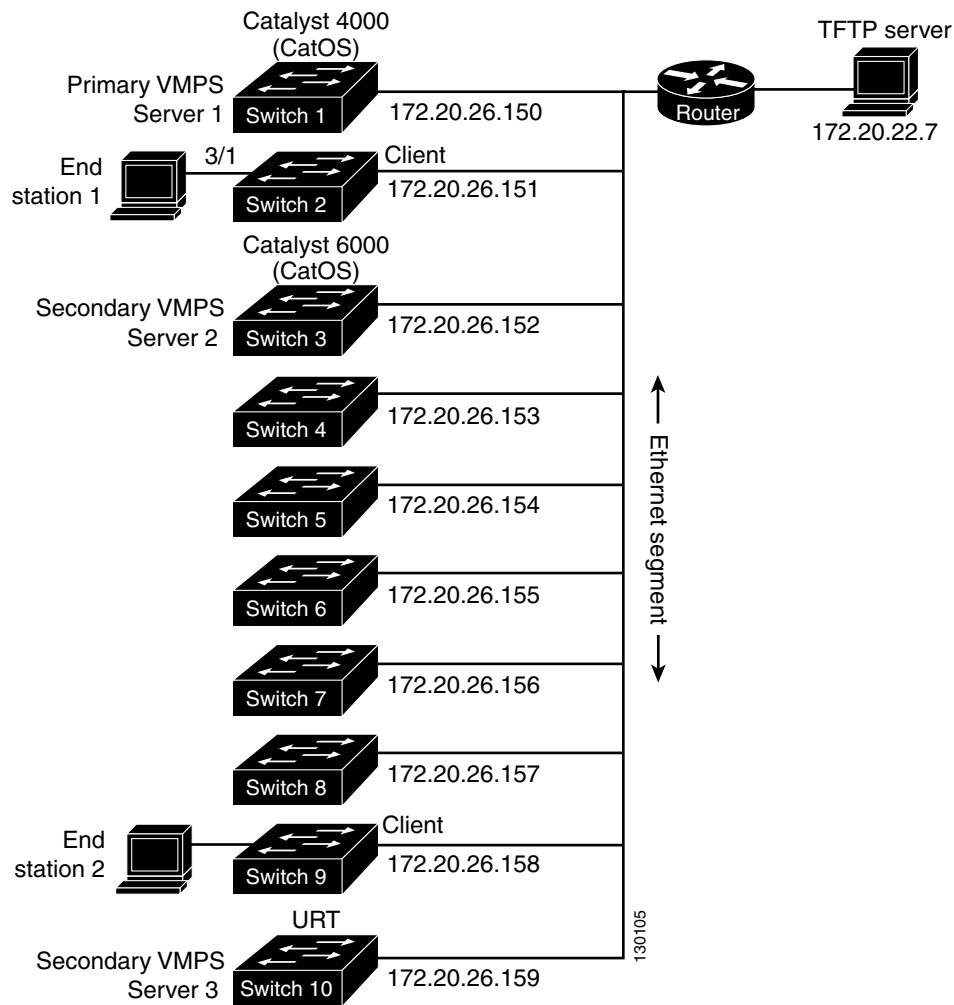 Catalyst 4000
(CatOS)
TFTP server
Primary VMPS
Server 1
Switch 1
172.20.26.150
Router
172.20.22.7
End
station 1
3/1
Client
Switch 2
172.20.26.151
Catalyst 6000
(CatOS)
Secondary VMPS
Server 2
Switch 3
172.20.26.152
Switch 4
172.20.26.153
Ethernet segment
Switch 5
172.20.26.154
Switch 6
172.20.26.155
Switch 7
172.20.26.156
Switch 8
172.20.26.157
End
station 2
Client
Switch 9
172.20.26.158
URT
Secondary VMPS
Server 3
Switch 10
172.20.26.159
130105